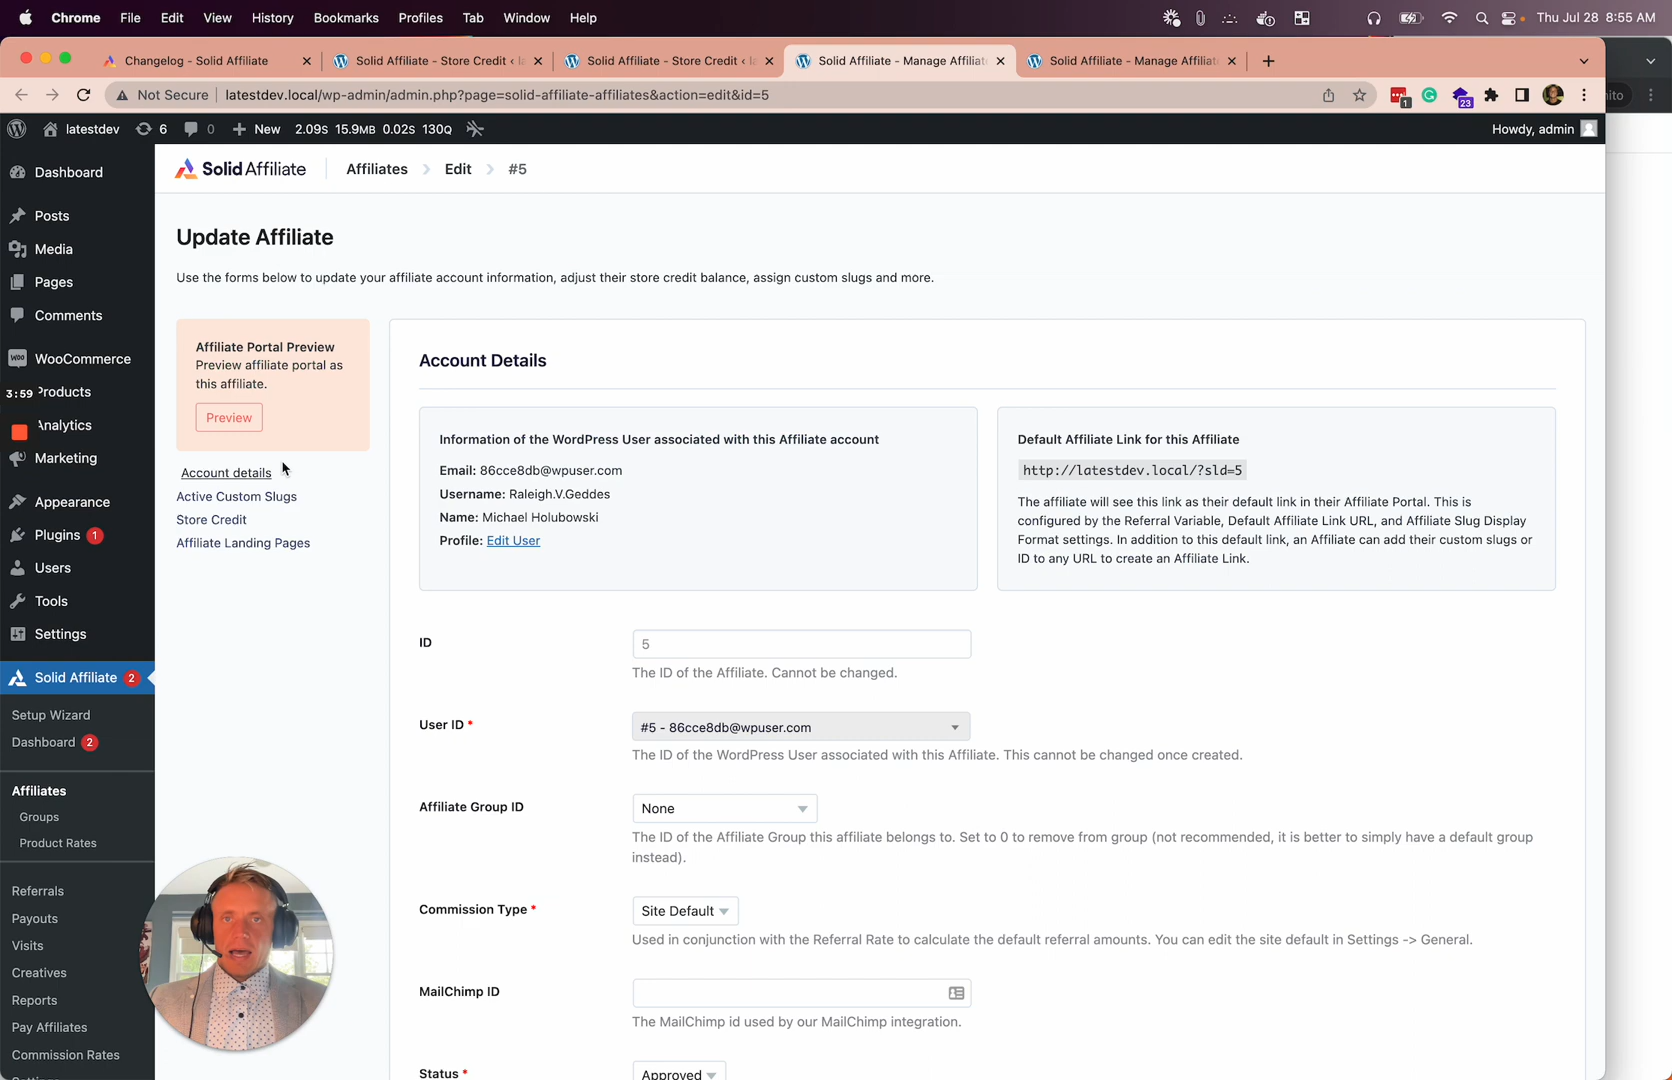 Chrome File Edit View History Bookmarks Profiles Tab Window Help Thu Jul 28 8:55 AM
Changelog - Solid Affiliate
Solid Affiliate - Store Credit
Solid Affiliate - Store Credit
Solid Affiliate - Manage Affiliat
Solid Affiliate - Manage Affiliat
Not Secure latestdev.local/wp-admin/admin.php?page=solid-affiliate-affiliates&action=edit&id=5
1
23
latestdev 6 0 New 2.09s 15.9MB 0.02s 130Q Howdy, admin
Solid Affiliate
Affiliates Edit #5
Dashboard
Posts
Media
Pages
Comments
WooCommerce
3:59
Products
Analytics
Marketing
Appearance
Plugins 1
Users
Tools
Settings
Solid Affiliate 2
Setup Wizard
Dashboard 2
Affiliates
Groups
Product Rates
Referrals
Payouts
Visits
Creatives
Reports
Pay Affiliates
Commission Rates
Update Affiliate
Use the forms below to update your affiliate account information, adjust their store credit balance, assign custom slugs and more.
Affiliate Portal Preview
Preview affiliate portal as
this affiliate.
Preview
Account details
Active Custom Slugs
Store Credit
Affiliate Landing Pages
Account Details
Information of the WordPress User associated with this Affiliate account
Email: 86cce8db@wpuser.com
Username: Raleigh.V.Geddes
Name: Michael Holubowski
Profile: Edit User
Default Affiliate Link for this Affiliate
http://latestdev.local/?sld=5
The affiliate will see this link as their default link in their Affiliate Portal. This is
configured by the Referral Variable, Default Affiliate Link URL, and Affiliate Slug Display
Format settings. In addition to this default link, an Affiliate can add their custom slugs or
ID to any URL to create an Affiliate Link.
ID
5
The ID of the Affiliate. Cannot be changed.
User ID *
#5 - 86cce8db@wpuser.com
The ID of the WordPress User associated with this Affiliate. This cannot be changed once created.
Affiliate Group ID
None
The ID of the Affiliate Group this affiliate belongs to. Set to 0 to remove from group (not recommended, it is better to simply have a default group
instead).
Commission Type *
Site Default
Used in conjunction with the Referral Rate to calculate the default referral amounts. You can edit the site default in Settings -> General.
MailChimp ID
The MailChimp id used by our MailChimp integration.
Status *
Approved